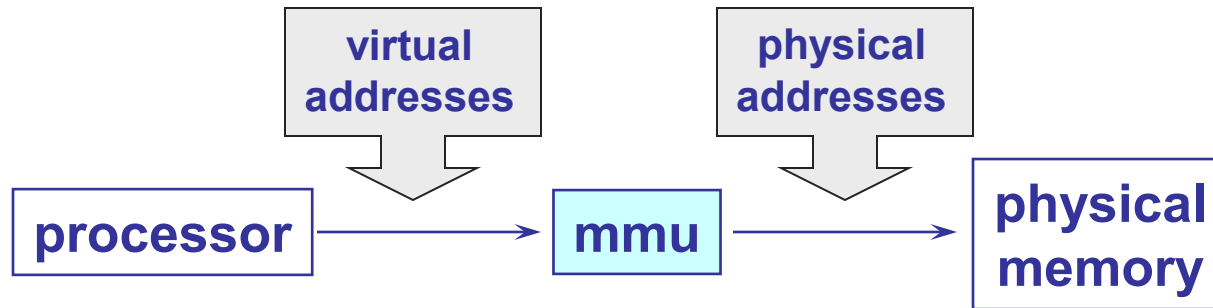 virtual
addresses
physical
addresses
processor
mmu
physical
memory